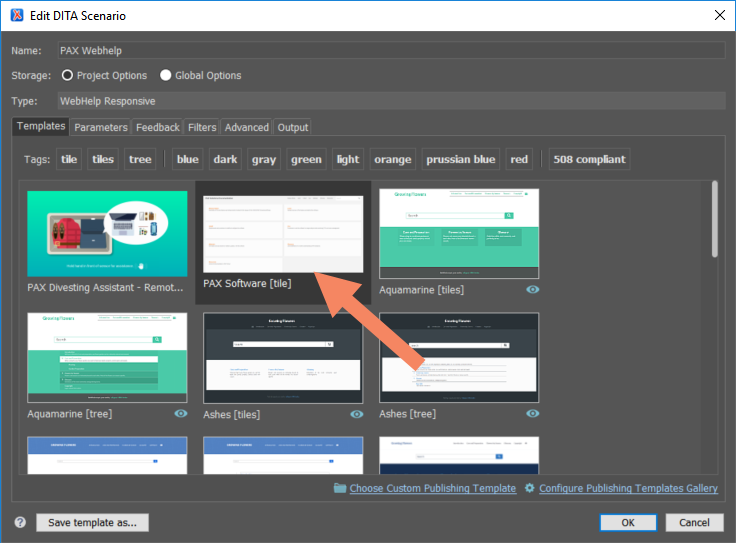 Edit DITA Scenario
Name: PAX Webhelp
Storage: Project Options Global Options
Type: WebHelp Responsive
Templates Parameters Feedback Filters Advanced Output
Tags: tile tiles tree blue dark gray green light orange prussian blue red 508 compliant
PAX Divesting Assistant - Remot... PAX Software [tile] Aquamarine [tiles]
Aquamarine [tree] Ashes [tiles] Ashes [tree]
Choose Custom Publishing Template Configure Publishing Templates Gallery
Save template as... OK Cancel